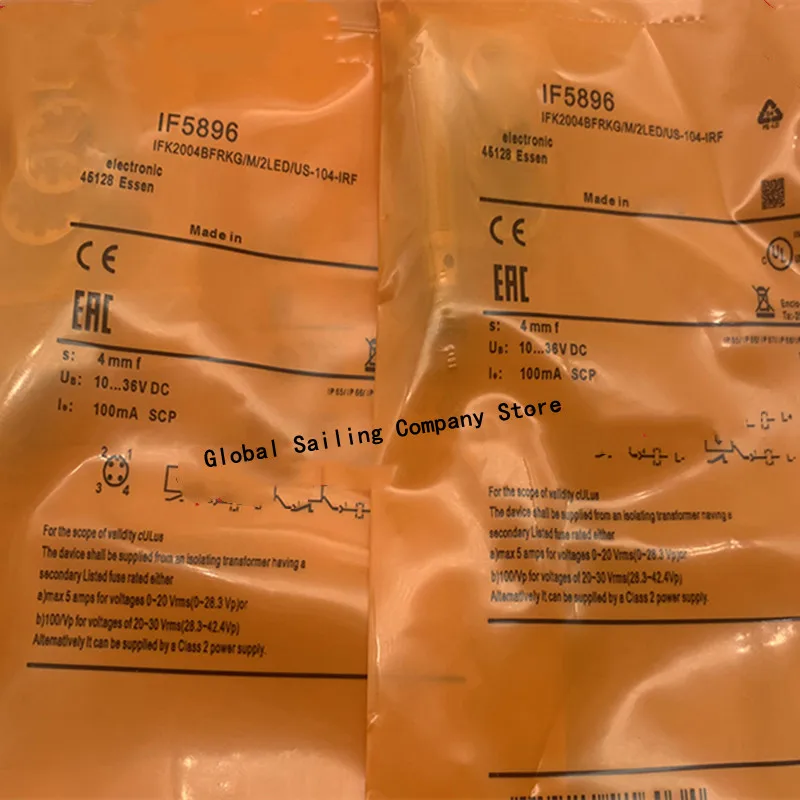 IF5896
IFK2004BFRKG/M/2LED/US-104-IRF
electronic
45128 Essen
Made in
CE
EAC
s: 4mm f
UB: 10...36V DC
Ie: 100mA SCP
2 1
3 4
For the scope of validity cULus
The device shall be supplied from an isolating transformer having a
secondary Listed fuse rated either
a)max 5 amps for voltages 0~20 Vrms(0~28.3 Vp)or
b)100/Vp for voltages of 20~30 Vrms(28.3~42.4Vp)
Alternatively It can be supplied by a Class 2 power supply.
IF5896
IFK2004BFRKG/M/2LED/US-104-IRF
electronic
45128 Essen
Made in
CE
EAC
c UL
s: 4mm f
UB: 10...36V DC
Ie: 100mA SCP
For the scope of validity cULus
The device shall be supplied from an isolating transformer having a
secondary Listed fuse rated either
a)max 5 amps for voltages 0~20 Vrms(0~28.3Vp)or
b)100/Vp for voltages of 20~30 Vrms(28.3~42.4Vp)
Alternatively It can be supplied by a Class 2 power supply.
Global Sailing Company Store